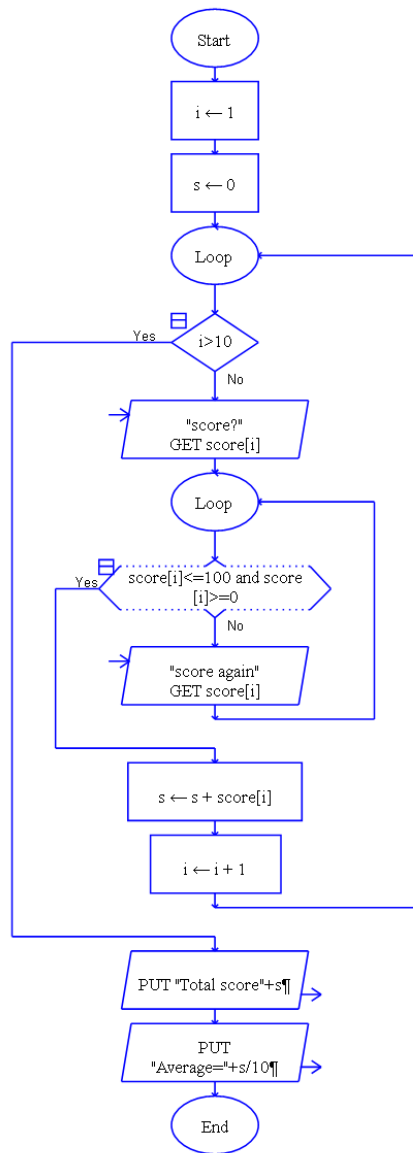 Start
i ← 1
s ← 0
Loop
i>10
Yes
No
"score?"
GET score[i]
Loop
score[i]<=100 and score
[i]>=0
Yes
No
"score again"
GET score[i]
s ← s + score[i]
i ← i + 1
PUT "Total score"+s¶
PUT
"Average="+s/10¶
End